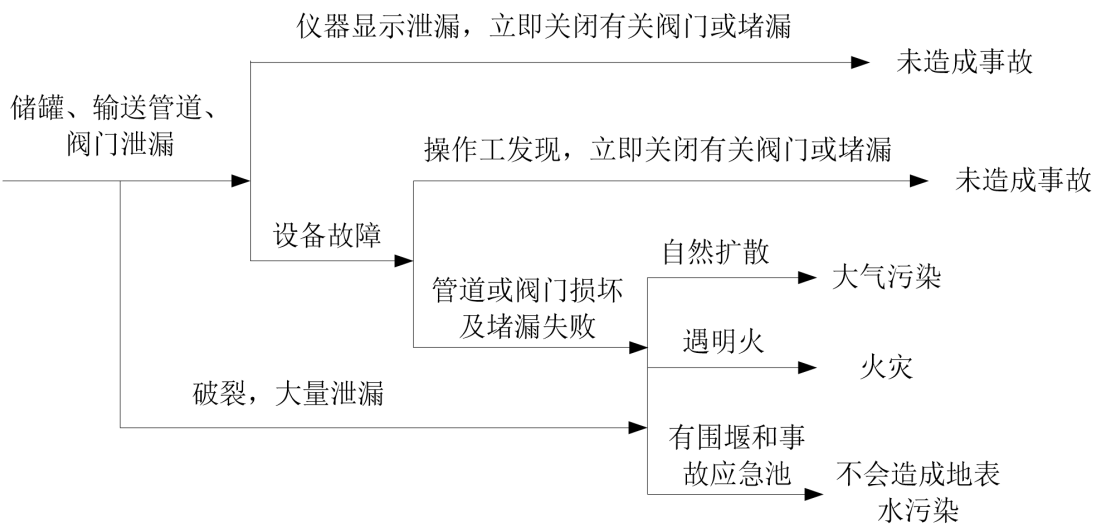 仪器显示泄漏，立即关闭有关阀门或堵漏
未造成事故
储罐、输送管道、
阀门泄漏
操作工发现，立即关闭有关阀门或堵漏
未造成事故
设备故障
自然扩散
大气污染
管道或阀门损坏
及堵漏失败
遇明火
火灾
破裂，大量泄漏
有围堰和事
故应急池
不会造成地表
水污染